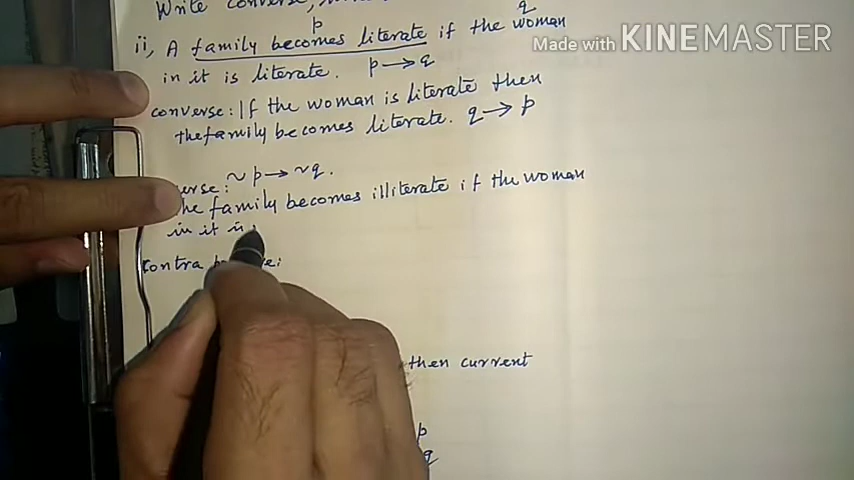 Write converse,
p q
ii, A family becomes literate if the woman
in it is literate. p → q
converse: If the woman is literate then
the family becomes literate. q → p
verse: ~p → ~q.
he family becomes illiterate if the woman
in it
contra
then current
p
q
Made with KINEMASTER